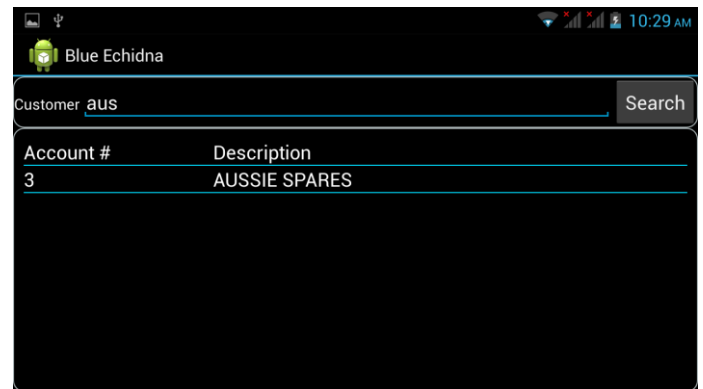 10:29 AM
Blue Echidna
Customer aus Search
Account # Description
3 AUSSIE SPARES